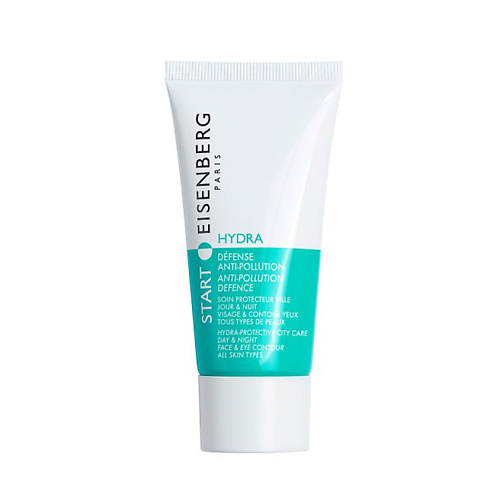 START EISENBERG
PARIS
HYDRA
DÉFENSE
ANTI-POLLUTION
ANTI-POLLUTION
DEFENCE
SOIN PROTECTEUR VILLE
JOUR & NUIT
VISAGE & CONTOUR YEUX
TOUS TYPES DE PEAUX
HYDRA-PROTECTIVE CITY CARE
DAY & NIGHT
FACE & EYE CONTOUR
ALL SKIN TYPES